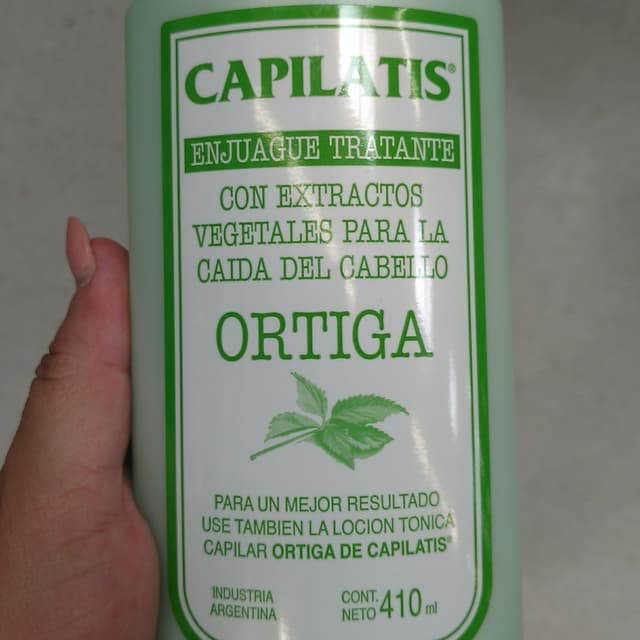 CAPILATIS®
ENJUAGUE TRATANTE
CON EXTRACTOS
VEGETALES PARA LA
CAIDA DEL CABELLO
ORTIGA
PARA UN MEJOR RESULTADO
USE TAMBIEN LA LOCION TONICA
CAPILAR ORTIGA DE CAPILATIS®
INDUSTRIA
ARGENTINA
CONT.
NETO 410 ml